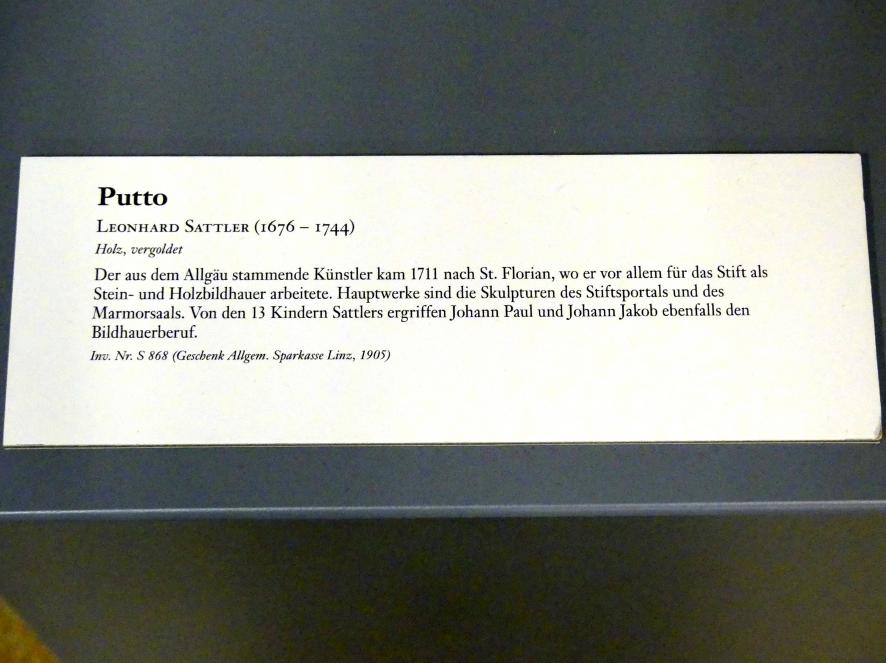 Putto
Leonhard Sattler (1676 – 1744)
Holz, vergoldet
Der aus dem Allgäu stammende Künstler kam 1711 nach St. Florian, wo er vor allem für das Stift als
Stein- und Holzbildhauer arbeitete. Hauptwerke sind die Skulpturen des Stiftsportals und des
Marmorsaals. Von den 13 Kindern Sattlers ergriffen Johann Paul und Johann Jakob ebenfalls den
Bildhauerberuf.
Inv. Nr. S 868 (Geschenk Allgem. Sparkasse Linz, 1905)